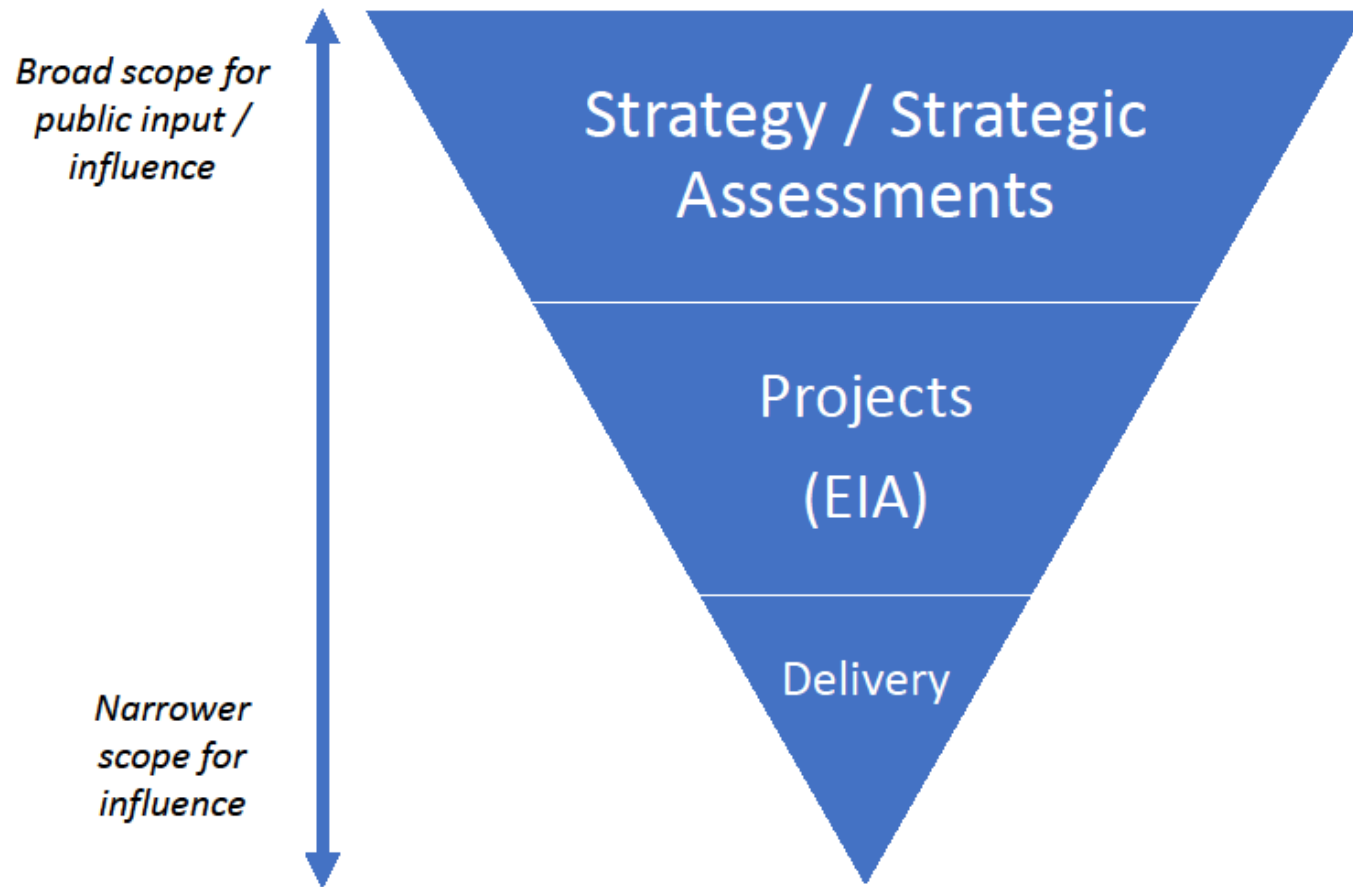 Broad scope for
public input /
influence
Strategy / Strategic
Assessments
Projects
(EIA)
Delivery
Narrower
scope for
influence